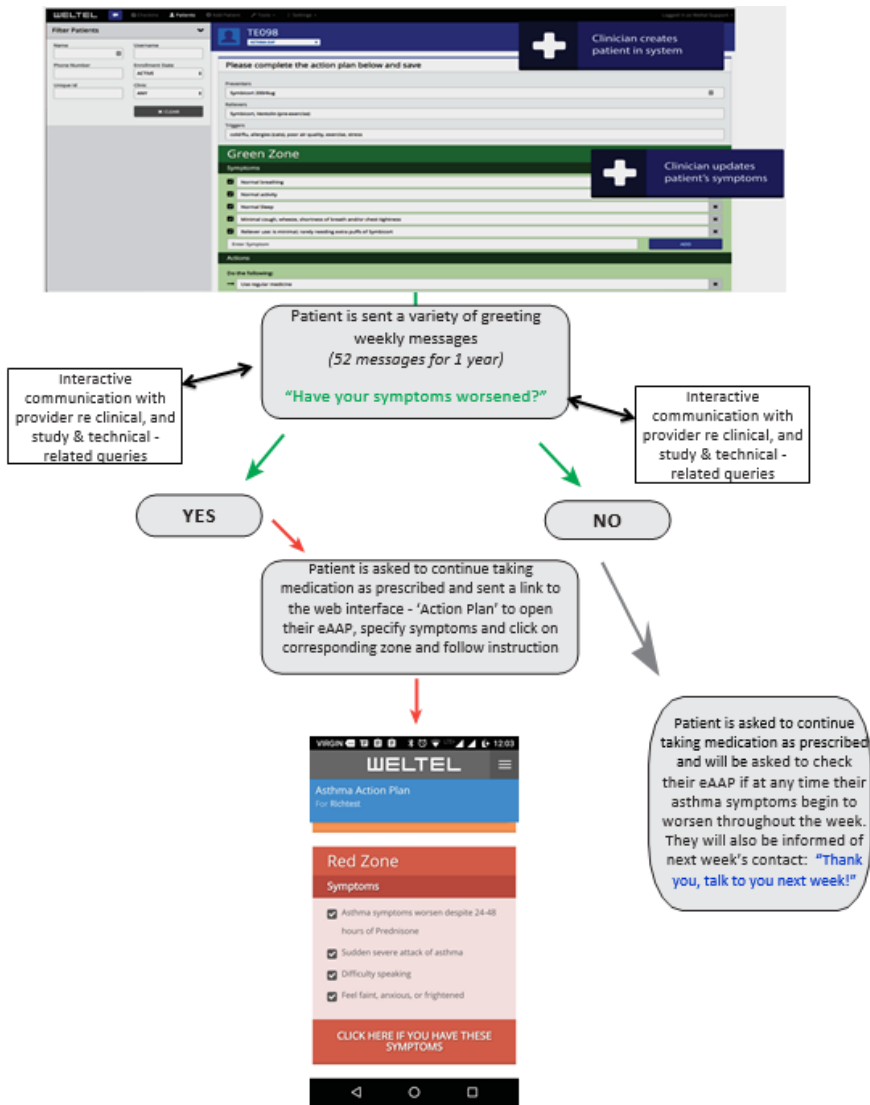 WELTEL
Checkins
Patients
Add Patient
Tools
Settings
Logged in as Weltel Support
Filter Patients
Name
Username
Phone Number
Enrollment State
ACTIVE
Unique Id
Clinic
ANY
CLEAR
TE098
ACTION PLAN
Clinician creates
patient in system
Please complete the action plan below and save
Preventers
Symbicort 200/6ug
Relievers
Symbicort, Ventolin (pre-exercise)
Triggers
cold/flu, allergies (cats), poor air quality, exercise, stress
Green Zone
Symptoms
Clinician updates
patient's symptoms
Normal breathing
Normal activity
Normal Sleep
Minimal cough, wheeze, shortness of breath and/or chest tightness
Reliever use is minimal; rarely needing extra puffs of Symbicort
Enter Symptom
ADD
Actions
Do the following:
Use regular medicine
Patient is sent a variety of greeting
weekly messages
(52 messages for 1 year)
“Have your symptoms worsened?”
Interactive
communication with
provider re clinical, and
study & technical -
related queries
Interactive
communication with
provider re clinical, and
study & technical -
related queries
YES
NO
Patient is asked to continue taking
medication as prescribed and sent a link to
the web interface - ‘Action Plan’ to open
their eAAP, specify symptoms and click on
corresponding zone and follow instruction
Patient is asked to continue
taking medication as prescribed
and will be asked to check
their eAAP if at any time their
asthma symptoms begin to
worsen throughout the week.
They will also be informed of
next week’s contact: “Thank
you, talk to you next week!”
VIRGIN
12:03
WELTEL
Asthma Action Plan
For Richtest
Red Zone
Symptoms
Asthma symptoms worsen despite 24-48
hours of Prednisone
Sudden severe attack of asthma
Difficulty speaking
Feel faint, anxious, or frightened
CLICK HERE IF YOU HAVE THESE
SYMPTOMS